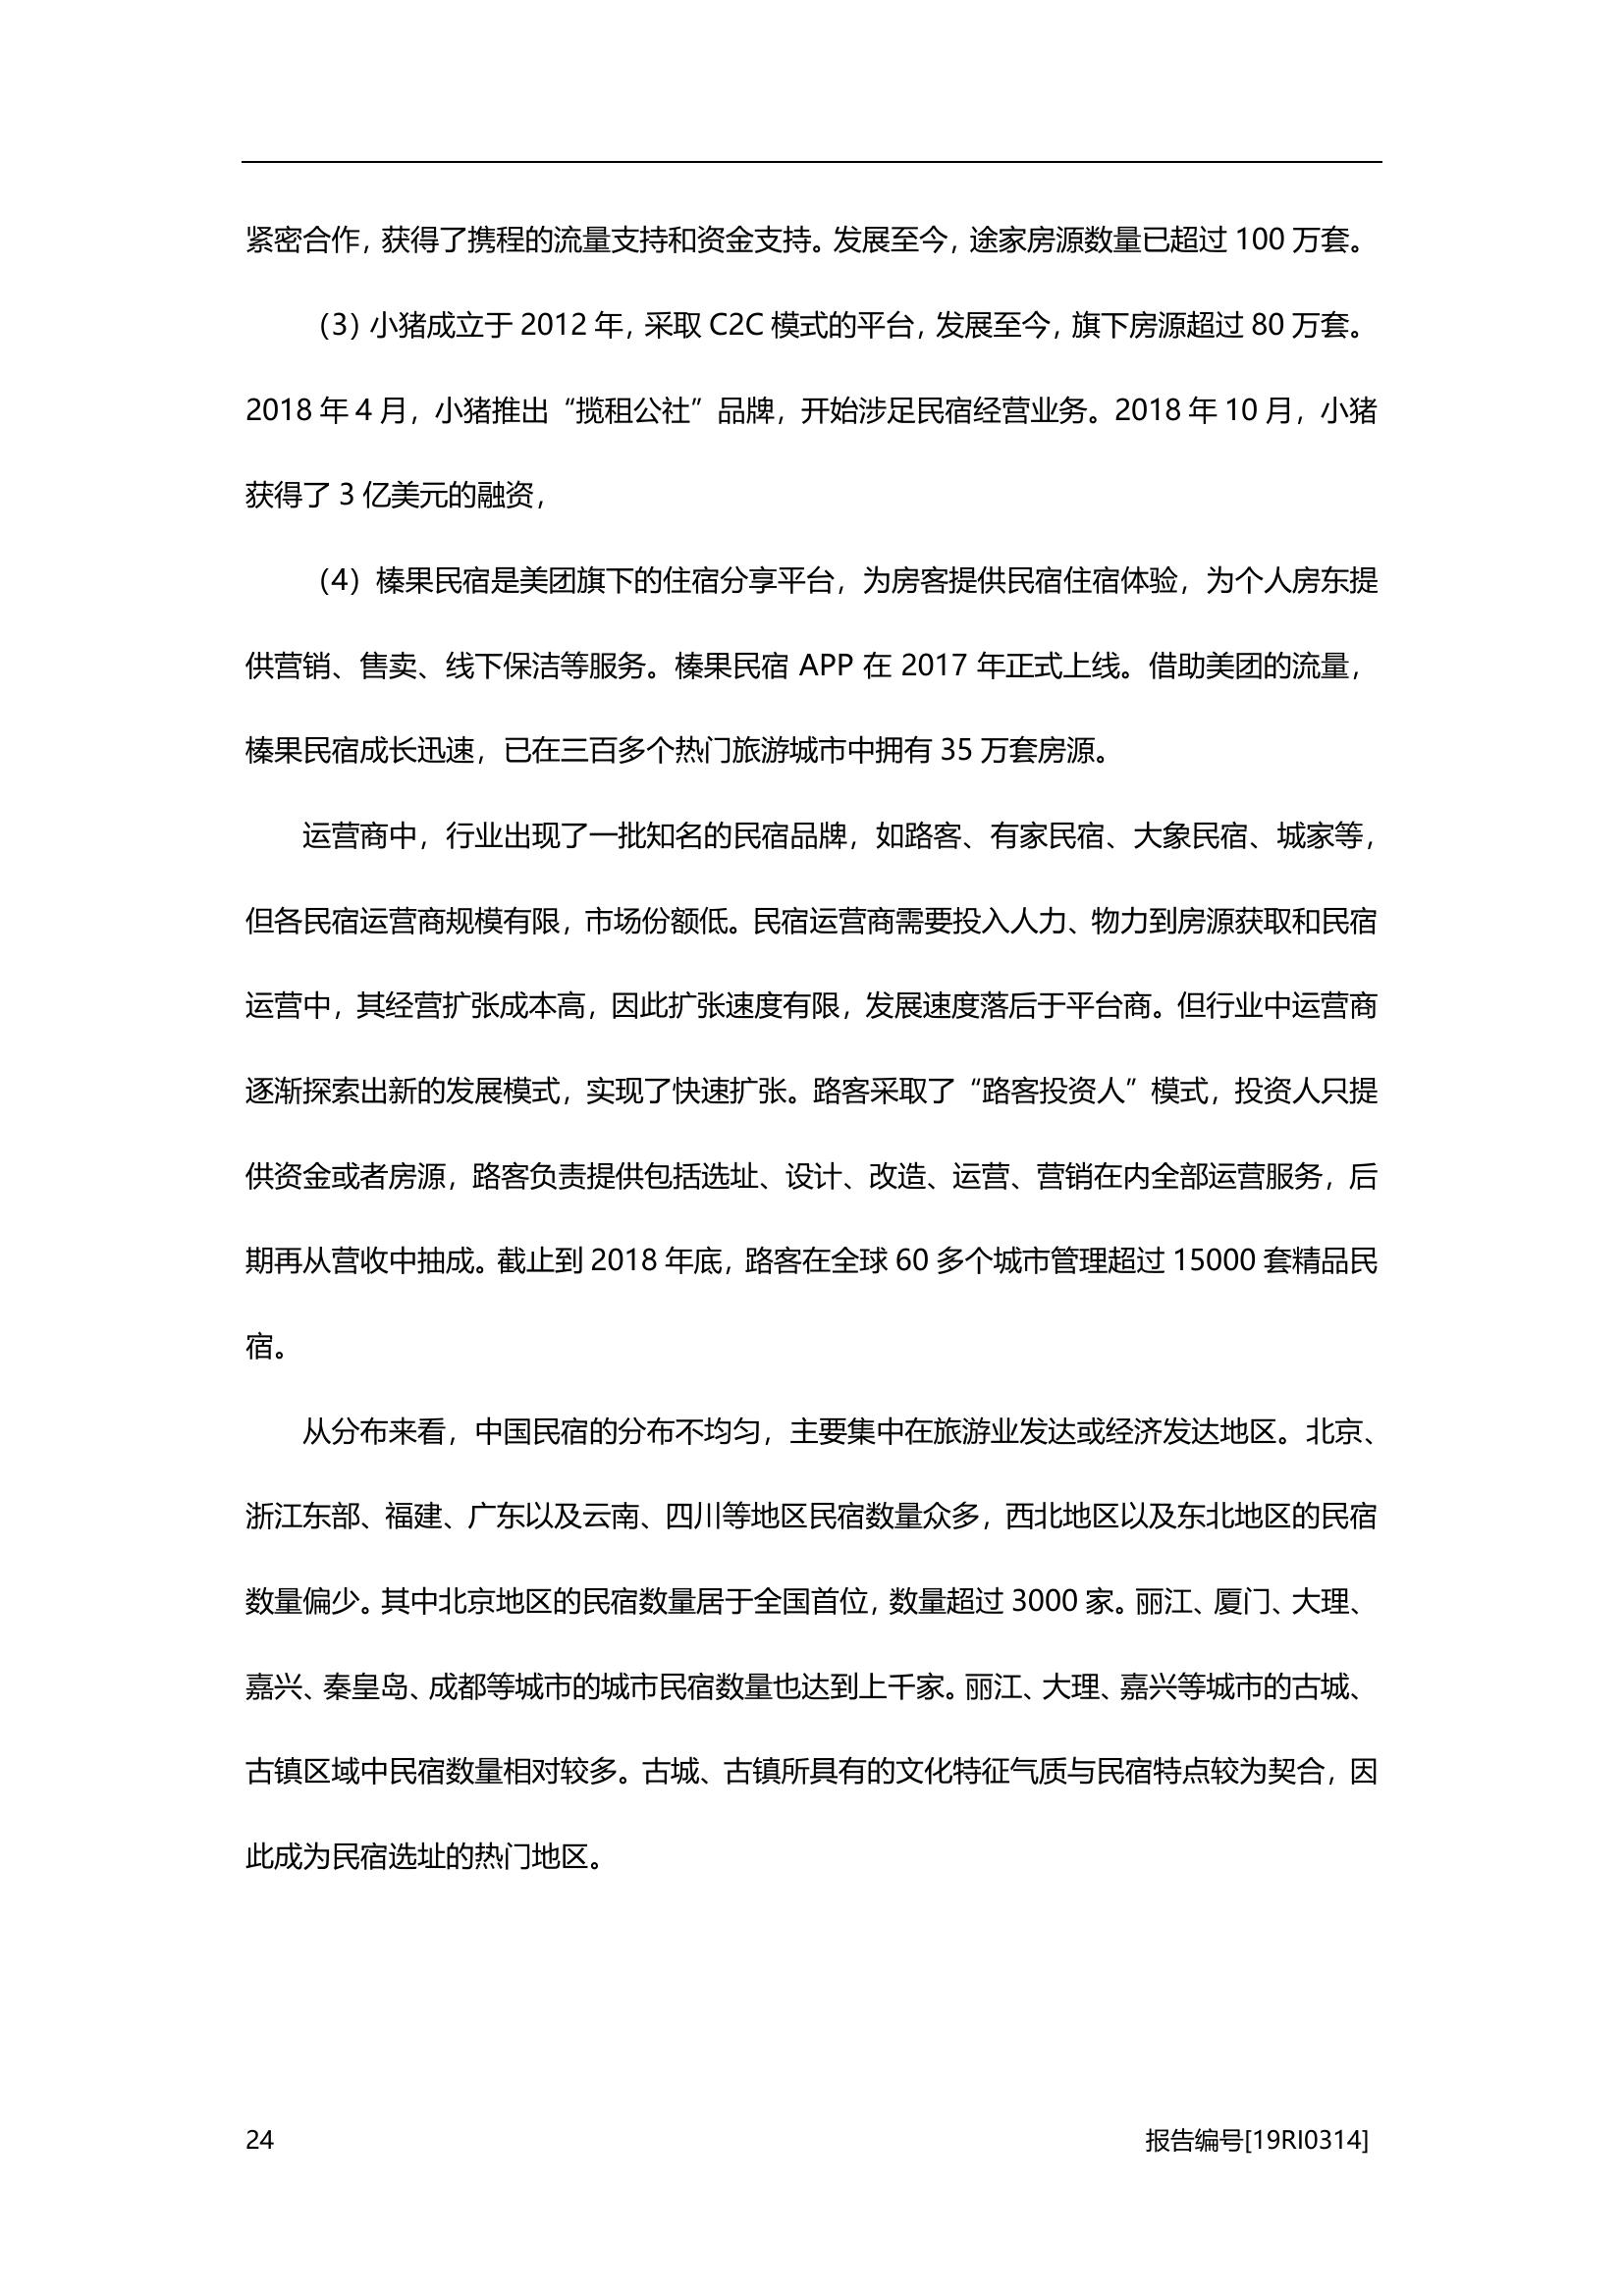 紧密合作，获得了携程的流量支持和资金支持。发展至今，途家房源数量已超过 100 万套。
（3）小猪成立于 2012 年，采取 C2C 模式的平台，发展至今，旗下房源超过 80 万套。
2018 年 4 月，小猪推出“揽租公社”品牌，开始涉足民宿经营业务。2018 年 10 月，小猪
获得了 3 亿美元的融资，
（4）榛果民宿是美团旗下的住宿分享平台，为房客提供民宿住宿体验，为个人房东提
供营销、售卖、线下保洁等服务。榛果民宿 APP 在 2017 年正式上线。借助美团的流量，
榛果民宿成长迅速，已在三百多个热门旅游城市中拥有 35 万套房源。
运营商中，行业出现了一批知名的民宿品牌，如路客、有家民宿、大象民宿、城家等，
但各民宿运营商规模有限，市场份额低。民宿运营商需要投入人力、物力到房源获取和民宿
运营中，其经营扩张成本高，因此扩张速度有限，发展速度落后于平台商。但行业中运营商
逐渐探索出新的发展模式，实现了快速扩张。路客采取了“路客投资人”模式，投资人只提
供资金或者房源，路客负责提供包括选址、设计、改造、运营、营销在内全部运营服务，后
期再从营收中抽成。截止到 2018 年底，路客在全球 60 多个城市管理超过 15000 套精品民
宿。
从分布来看，中国民宿的分布不均匀，主要集中在旅游业发达或经济发达地区。北京、
浙江东部、福建、广东以及云南、四川等地区民宿数量众多，西北地区以及东北地区的民宿
数量偏少。其中北京地区的民宿数量居于全国首位，数量超过 3000 家。丽江、厦门、大理、
嘉兴、秦皇岛、成都等城市的城市民宿数量也达到上千家。丽江、大理、嘉兴等城市的古城、
古镇区域中民宿数量相对较多。古城、古镇所具有的文化特征气质与民宿特点较为契合，因
此成为民宿选址的热门地区。
24 报告编号[19RI0314]